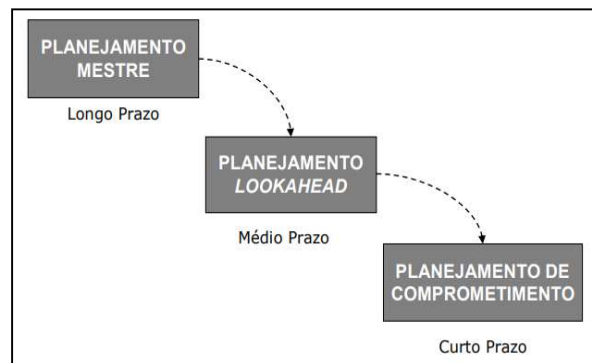 PLANEJAMENTO
MESTRE
Longo Prazo
PLANEJAMENTO
LOOKAHEAD
Médio Prazo
PLANEJAMENTO DE
COMPROMETIMENTO
Curto Prazo